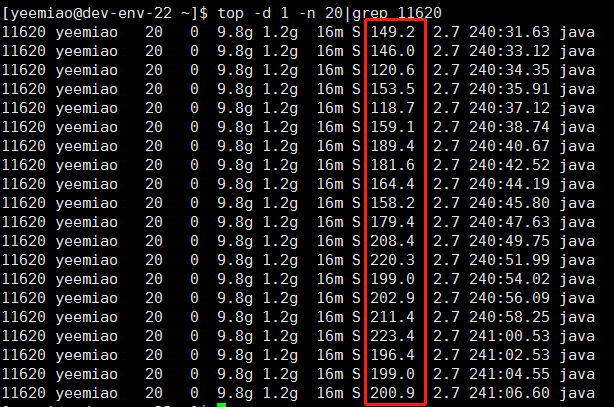 [yeemiao@dev-env-22 ~]$ top -d 1 -n 20|grep 11620
11620 yeemiao 20 0 9.8g 1.2g 16m S 149.2 2.7 240:31.63 java
11620 yeemiao 20 0 9.8g 1.2g 16m S 146.0 2.7 240:33.12 java
11620 yeemiao 20 0 9.8g 1.2g 16m S 120.6 2.7 240:34.35 java
11620 yeemiao 20 0 9.8g 1.2g 16m S 153.5 2.7 240:35.91 java
11620 yeemiao 20 0 9.8g 1.2g 16m S 118.7 2.7 240:37.12 java
11620 yeemiao 20 0 9.8g 1.2g 16m S 159.1 2.7 240:38.74 java
11620 yeemiao 20 0 9.8g 1.2g 16m S 189.4 2.7 240:40.67 java
11620 yeemiao 20 0 9.8g 1.2g 16m S 181.6 2.7 240:42.52 java
11620 yeemiao 20 0 9.8g 1.2g 16m S 164.4 2.7 240:44.19 java
11620 yeemiao 20 0 9.8g 1.2g 16m S 158.2 2.7 240:45.80 java
11620 yeemiao 20 0 9.8g 1.2g 16m S 179.4 2.7 240:47.63 java
11620 yeemiao 20 0 9.8g 1.2g 16m S 208.4 2.7 240:49.75 java
11620 yeemiao 20 0 9.8g 1.2g 16m S 220.3 2.7 240:51.99 java
11620 yeemiao 20 0 9.8g 1.2g 16m S 199.0 2.7 240:54.02 java
11620 yeemiao 20 0 9.8g 1.2g 16m S 202.9 2.7 240:56.09 java
11620 yeemiao 20 0 9.8g 1.2g 16m S 211.4 2.7 240:58.25 java
11620 yeemiao 20 0 9.8g 1.2g 16m S 223.4 2.7 241:00.53 java
11620 yeemiao 20 0 9.8g 1.2g 16m S 196.4 2.7 241:02.53 java
11620 yeemiao 20 0 9.8g 1.2g 16m S 199.0 2.7 241:04.55 java
11620 yeemiao 20 0 9.8g 1.2g 16m S 200.9 2.7 241:06.60 java